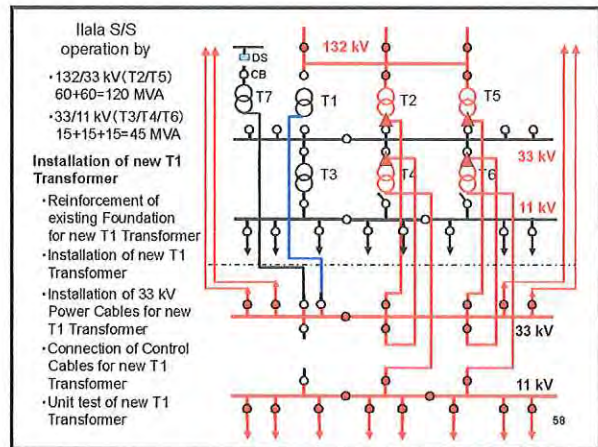 Ilala S/S
operation by
・132/33 kV(T2/T5)
60+60=120 MVA
・33/11 kV(T3/T4/T6)
15+15+15=45 MVA
Installation of new T1
Transformer
・Reinforcement of
existing Foundation
for new T1 Transformer
・Installation of new T1
Transformer
・Installation of 33 kV
Power Cables for new
T1 Transformer
・Connection of Control
Cables for new T1
Transformer
・Unit test of new T1
Transformer
132 kV
DS
CB
T7
T1
T2
T5
33 kV
T3
T4
T6
11 kV
33 kV
11 kV
58